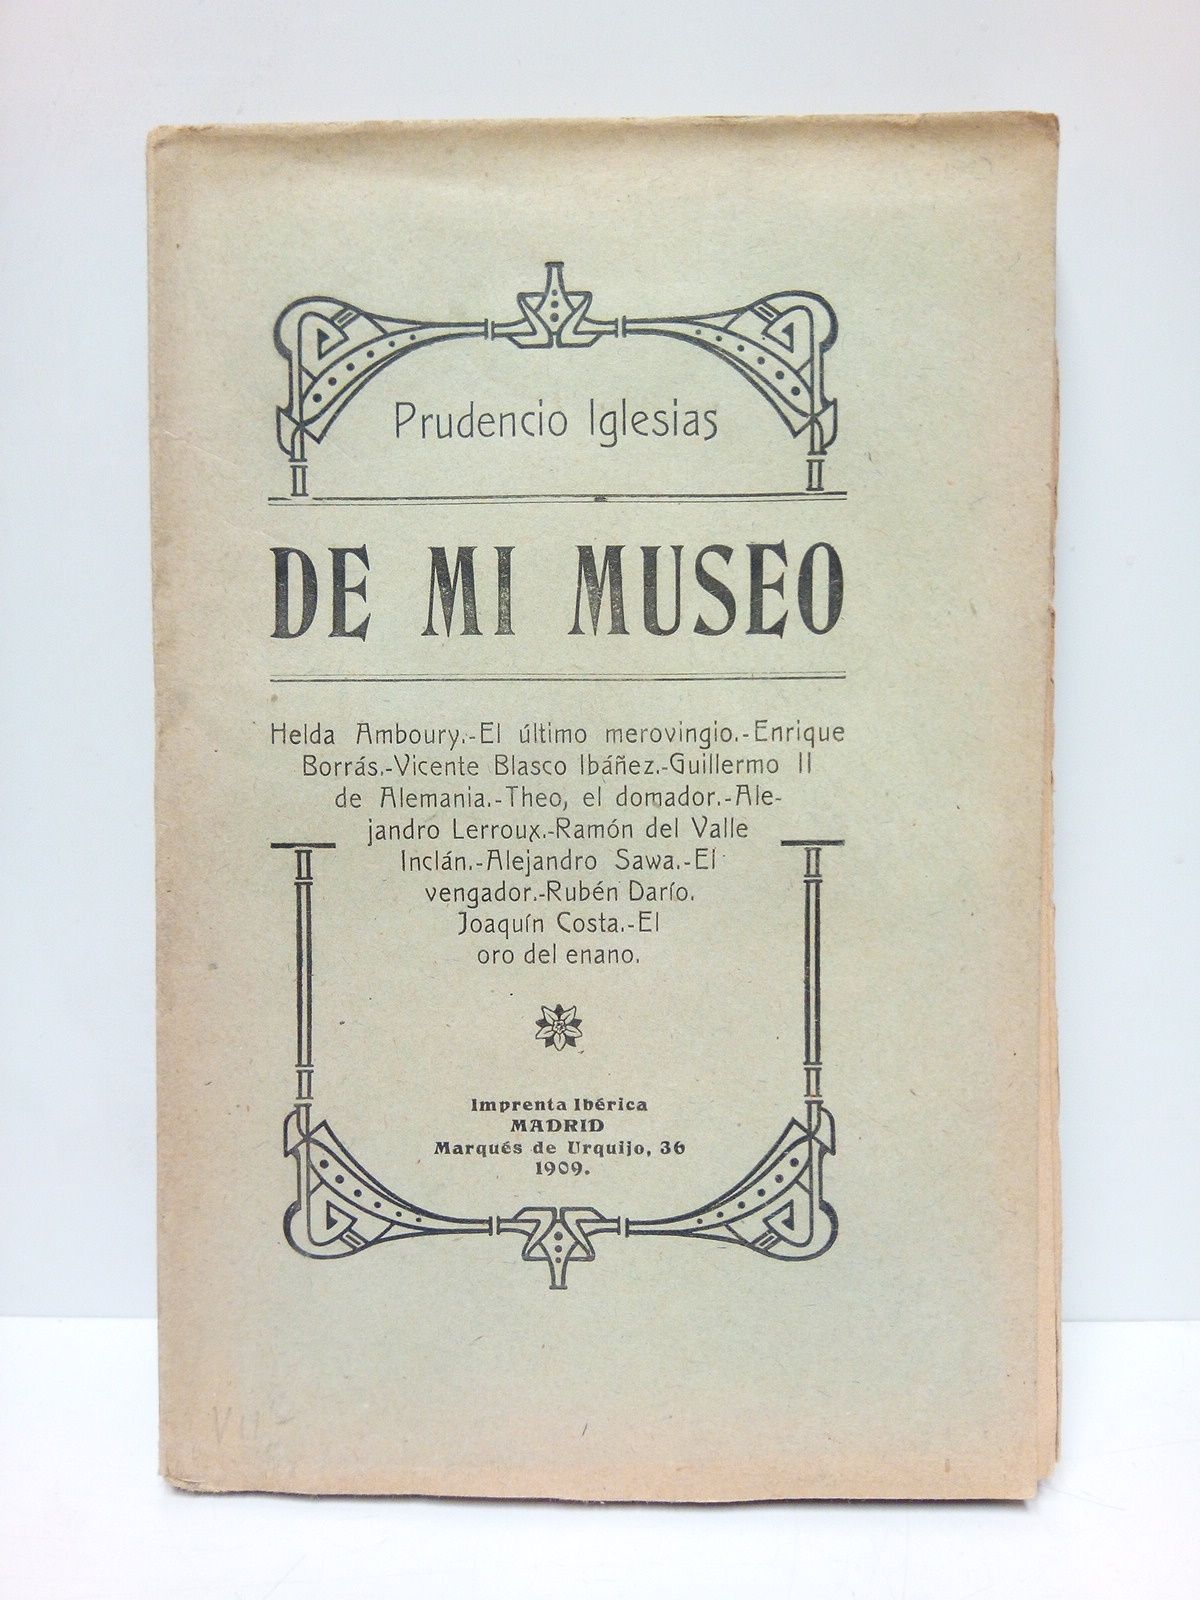 Prudencio Iglesias
DE MI MUSEO
Helda Amboury.-El último merovingio.-Enrique
Borrás.-Vicente Blasco Ibáñez.-Guillermo II
de Alemania.-Theo, el domador.-Ale-
jandro Lerroux.-Ramón del Valle
Inclán.-Alejandro Sawa.-El
vengador.-Rubén Darío.
Joaquín Costa.-El
oro del enano.
Imprenta Ibérica
MADRID
Marqués de Urquijo, 36
1909.